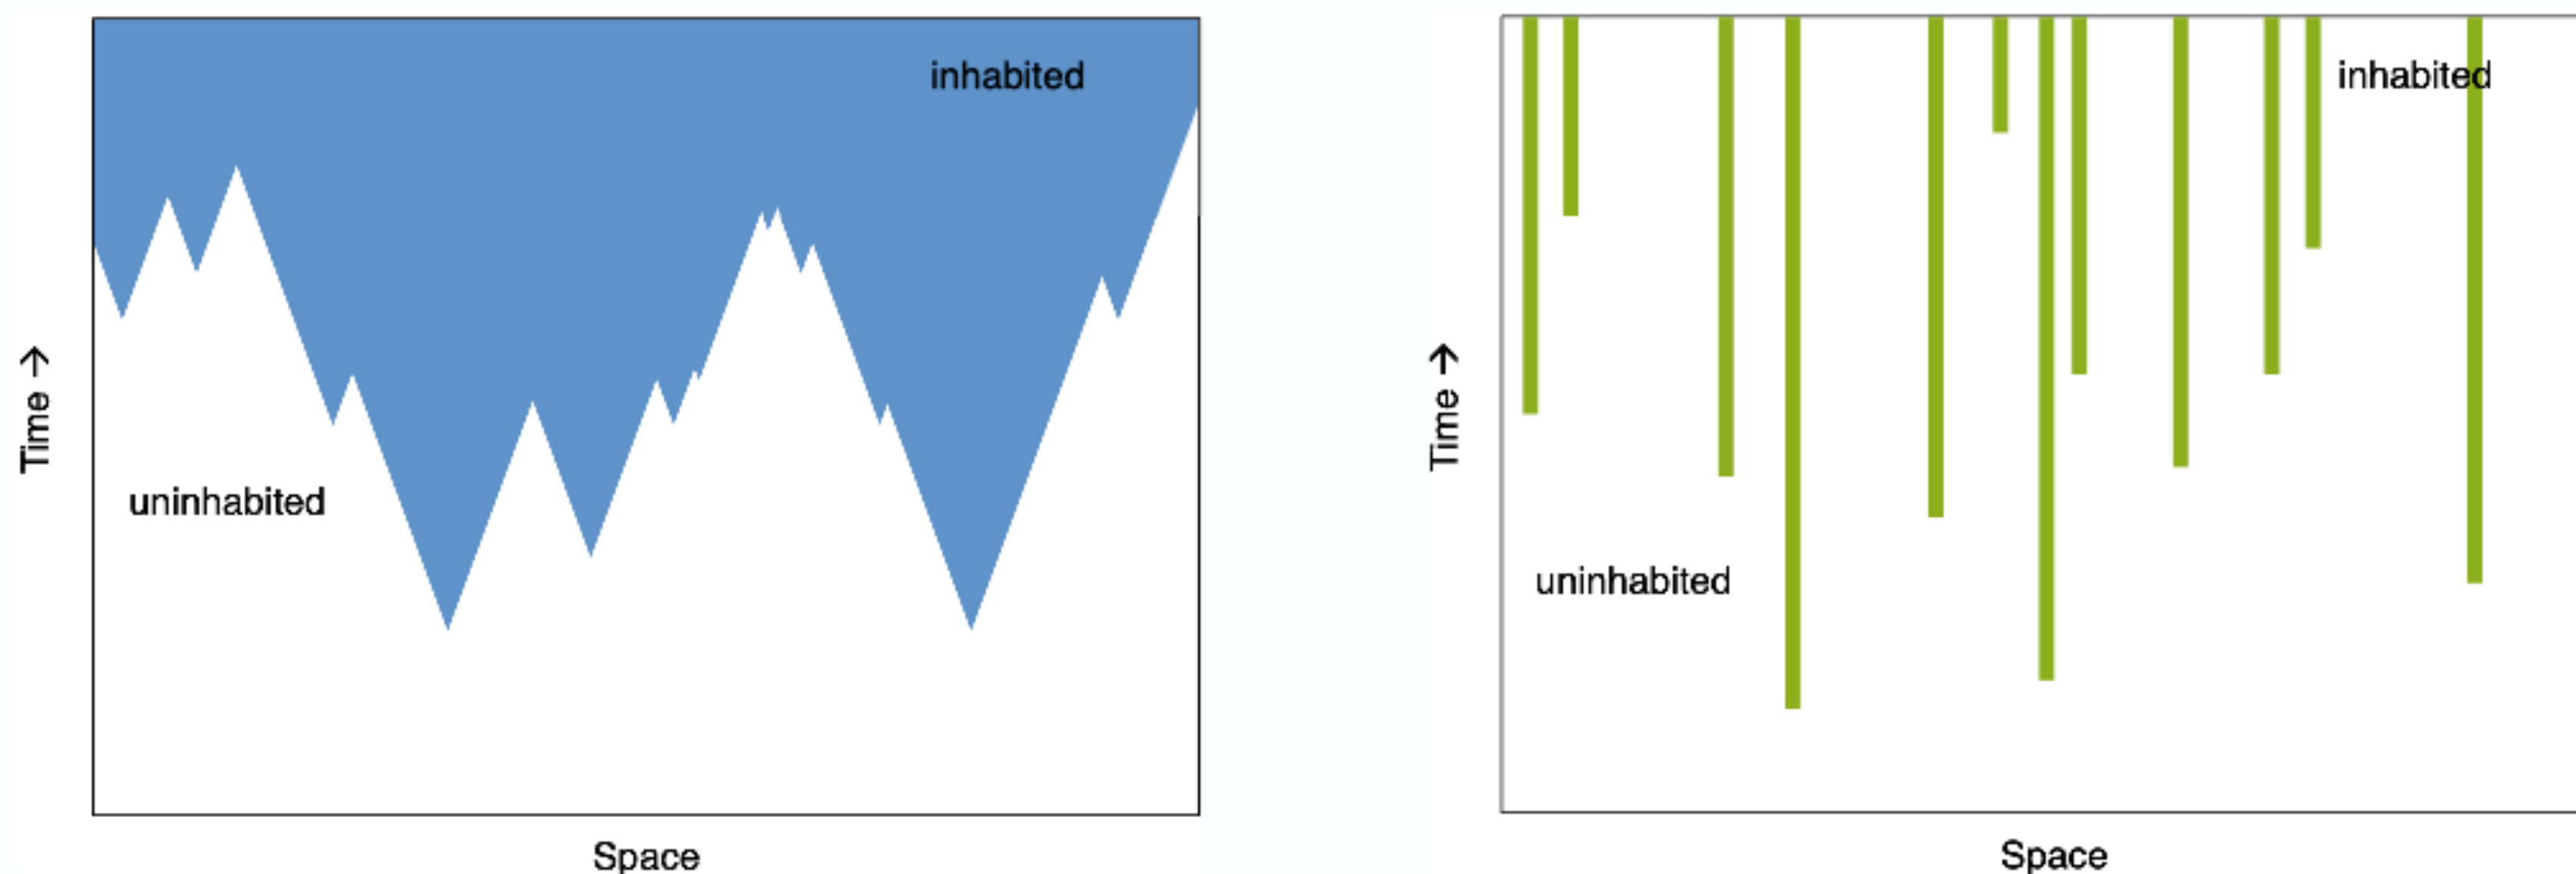 inhabited
uninhabited
Time →
Space
inhabited
uninhabited
Time →
Space